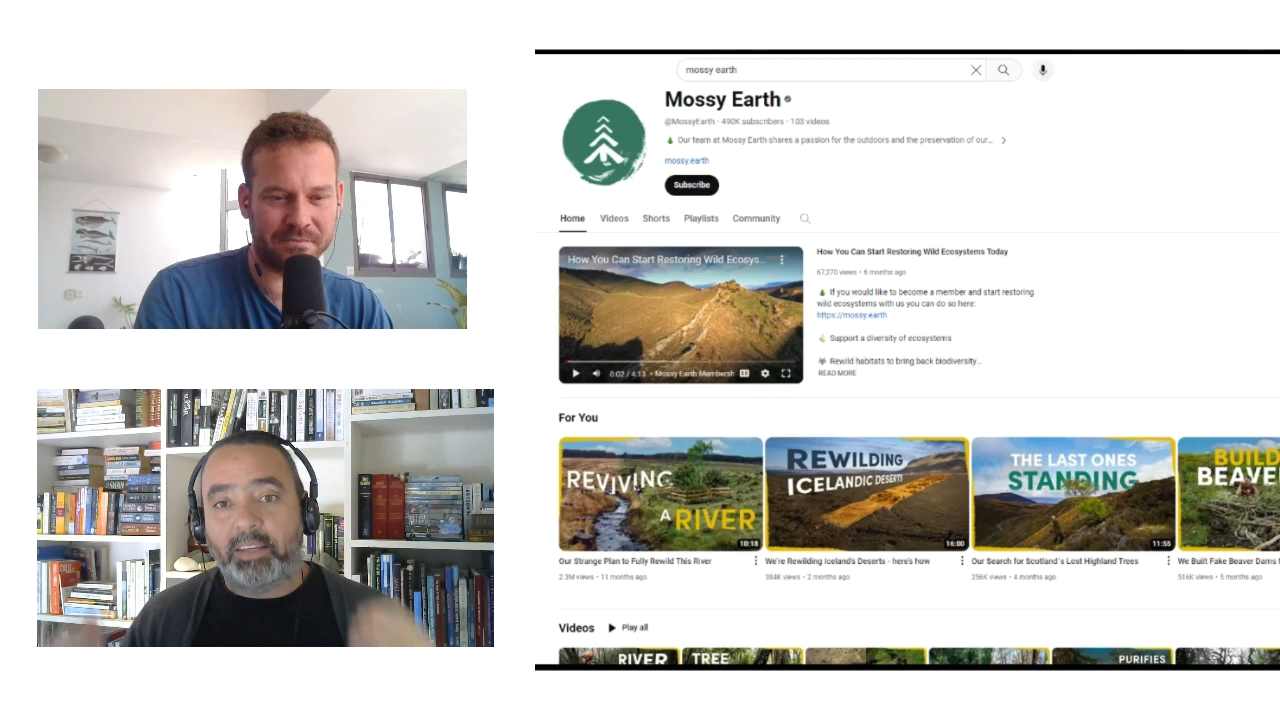 mossy earth
Mossy Earth
@MossyEarth · 490K subscribers · 103 videos
Our team at Mossy Earth shares a passion for the outdoors and the preservation of our...
mossy.earth
Subscribe
Home Videos Shorts Playlists Community
How You Can Start Restoring Wild Ecosys...
0:02 / 4:13 • Mossy Earth Membersh
How You Can Start Restoring Wild Ecosystems Today
67,270 views • 6 months ago
If you would like to become a member and start restoring
wild ecosystems with us you can do so here:
https://mossy.earth
Support a diversity of ecosystems
Rewild habitats to bring back biodiversity...
READ MORE
For You
REVIVING
A RIVER
10:18
REWILDING
ICELANDIC DESERTS
16:00
THE LAST ONES
STANDING
11:55
BUILD
BEAVE
Our Strange Plan to Fully Rewild This River
2.3M views • 11 months ago
We're Rewilding Iceland's Deserts - here's how
384K views • 2 months ago
Our Search for Scotland's Lost Highland Trees
256K views • 4 months ago
We Built Fake Beaver Dams
516K views • 5 months ago
Videos Play all
RIVER
TREE
PURIFIES